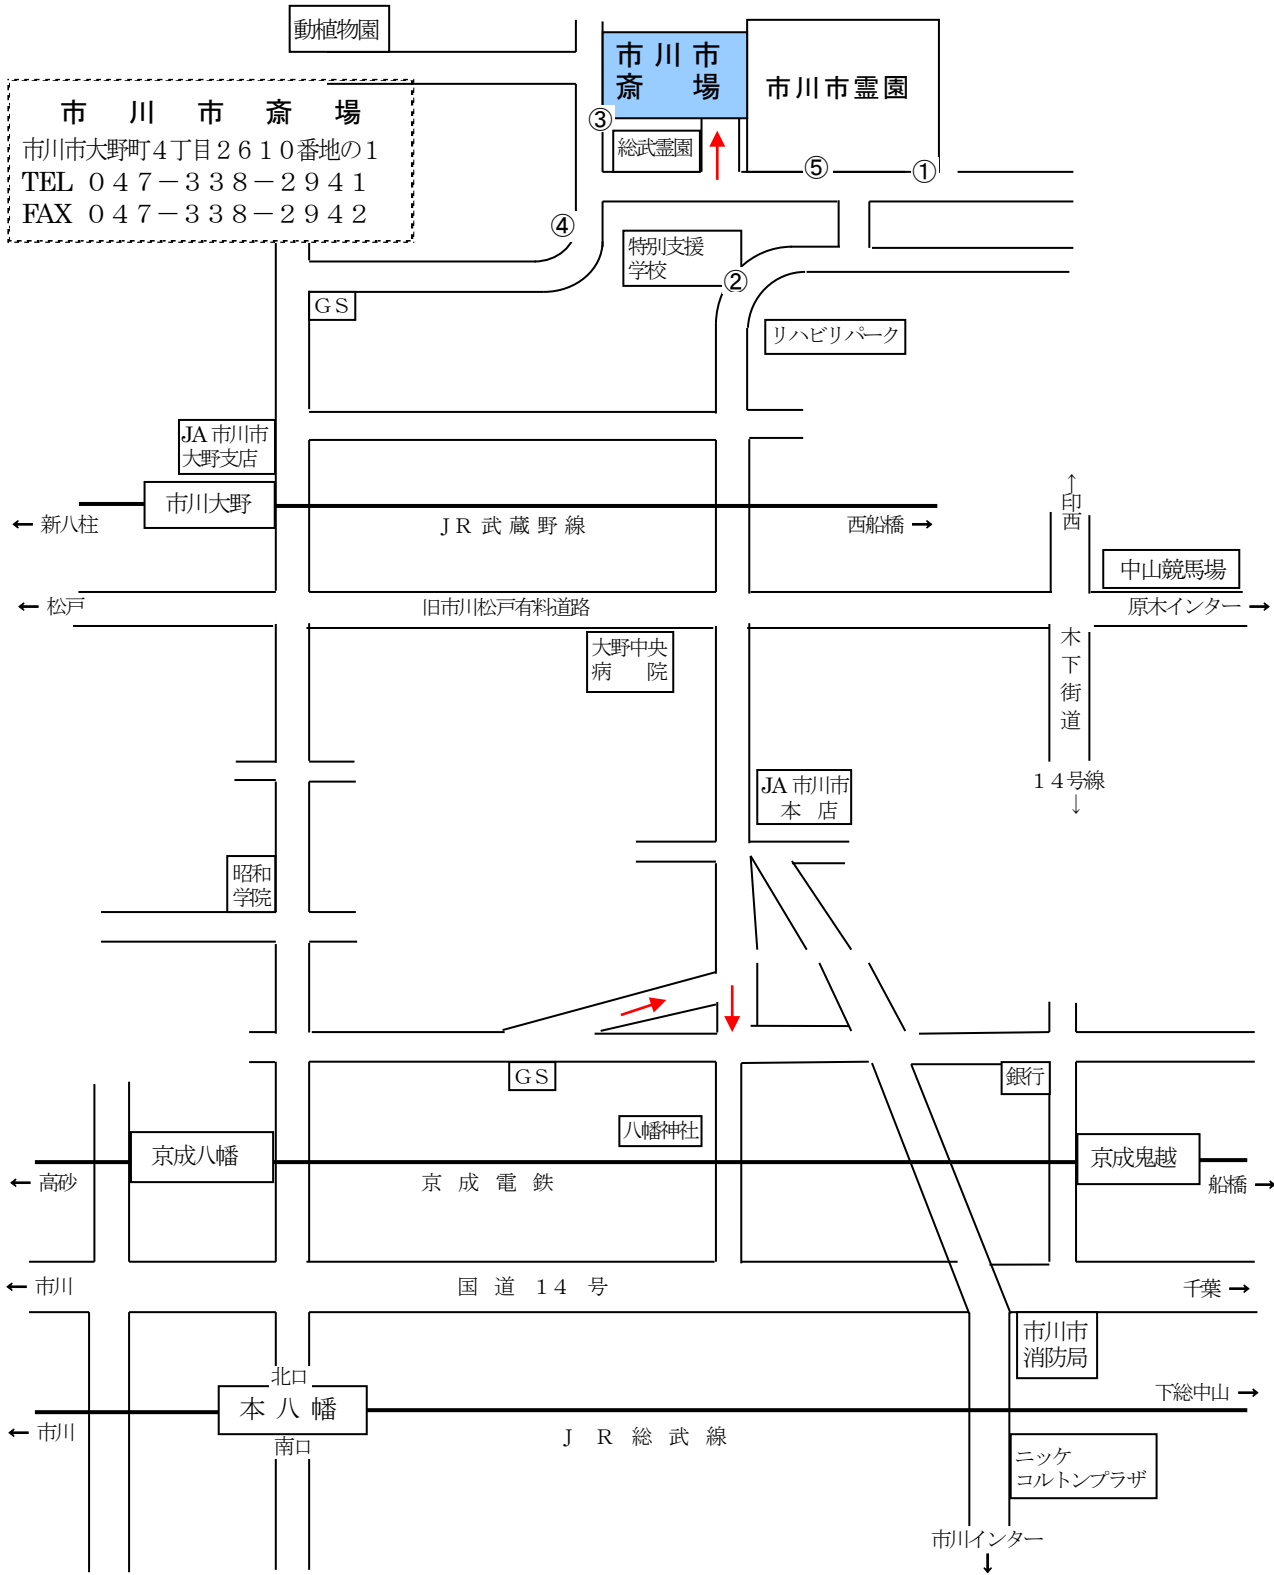 動植物園
市川市
斎場
市川市霊園
市川市斎場
市川市大野町4丁目2610番地の1
TEL 047-338-2941
FAX 047-338-2942
③
総武霊園
⑤
①
④
特別支援
学校
②
GS
リハビリパーク
JA市川市
大野支店
市川大野
←新八柱
JR武蔵野線
西船橋→
↑印西
中山競馬場
←松戸
旧市川松戸有料道路
原木インター→
大野中央
病院
木下街道
14号線
↓
JA市川市
本店
昭和
学院
GS
銀行
八幡神社
京成八幡
京成鬼越
←高砂
京成電鉄
船橋→
←市川
国道14号
千葉→
市川市
消防局
北口
本八幡
南口
下総中山→
←市川
JR総武線
ニッケ
コルトンプラザ
市川インター
↓